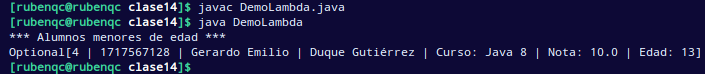 [rubenqc@rubenqc clase14]$ javac DemoLambda.java
[rubenqc@rubenqc clase14]$ java DemoLambda
*** Alumnos menores de edad ***
Optional[4 | 1717567128 | Gerardo Emilio | Duque Gutiérrez | Curso: Java 8 | Nota: 10.0 | Edad: 13]
[rubenqc@rubenqc clase14]$